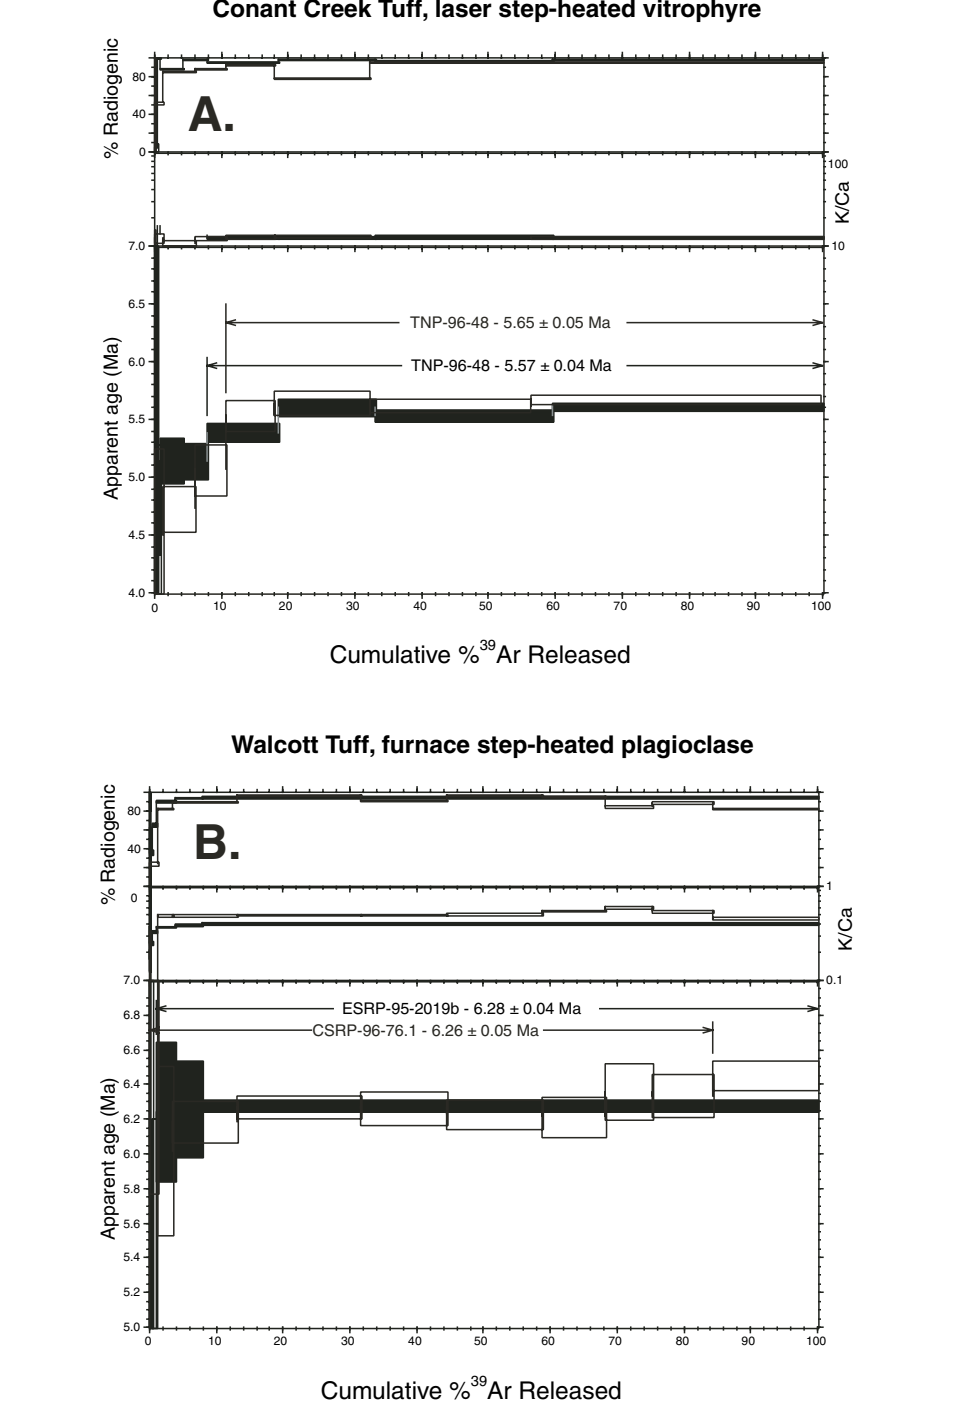 Conant Creek Tuff, laser step-heated vitrophyre
% Radiogenic
80
40
0
A.
100
10
K/Ca
7.0
6.5
6.0
5.5
5.0
4.5
4.0
Apparent age (Ma)
TNP-96-48 - 5.65 ± 0.05 Ma
TNP-96-48 - 5.57 ± 0.04 Ma
0 10 20 30 40 50 60 70 80 90 100
Cumulative %39Ar Released
Walcott Tuff, furnace step-heated plagioclase
% Radiogenic
80
40
0
B.
1
0.1
K/Ca
7.0
6.8
6.6
6.4
6.2
6.0
5.8
5.6
5.4
5.2
5.0
Apparent age (Ma)
ESRP-95-2019b - 6.28 ± 0.04 Ma
CSRP-96-76.1 - 6.26 ± 0.05 Ma
0 10 20 30 40 50 60 70 80 90 100
Cumulative %39Ar Released